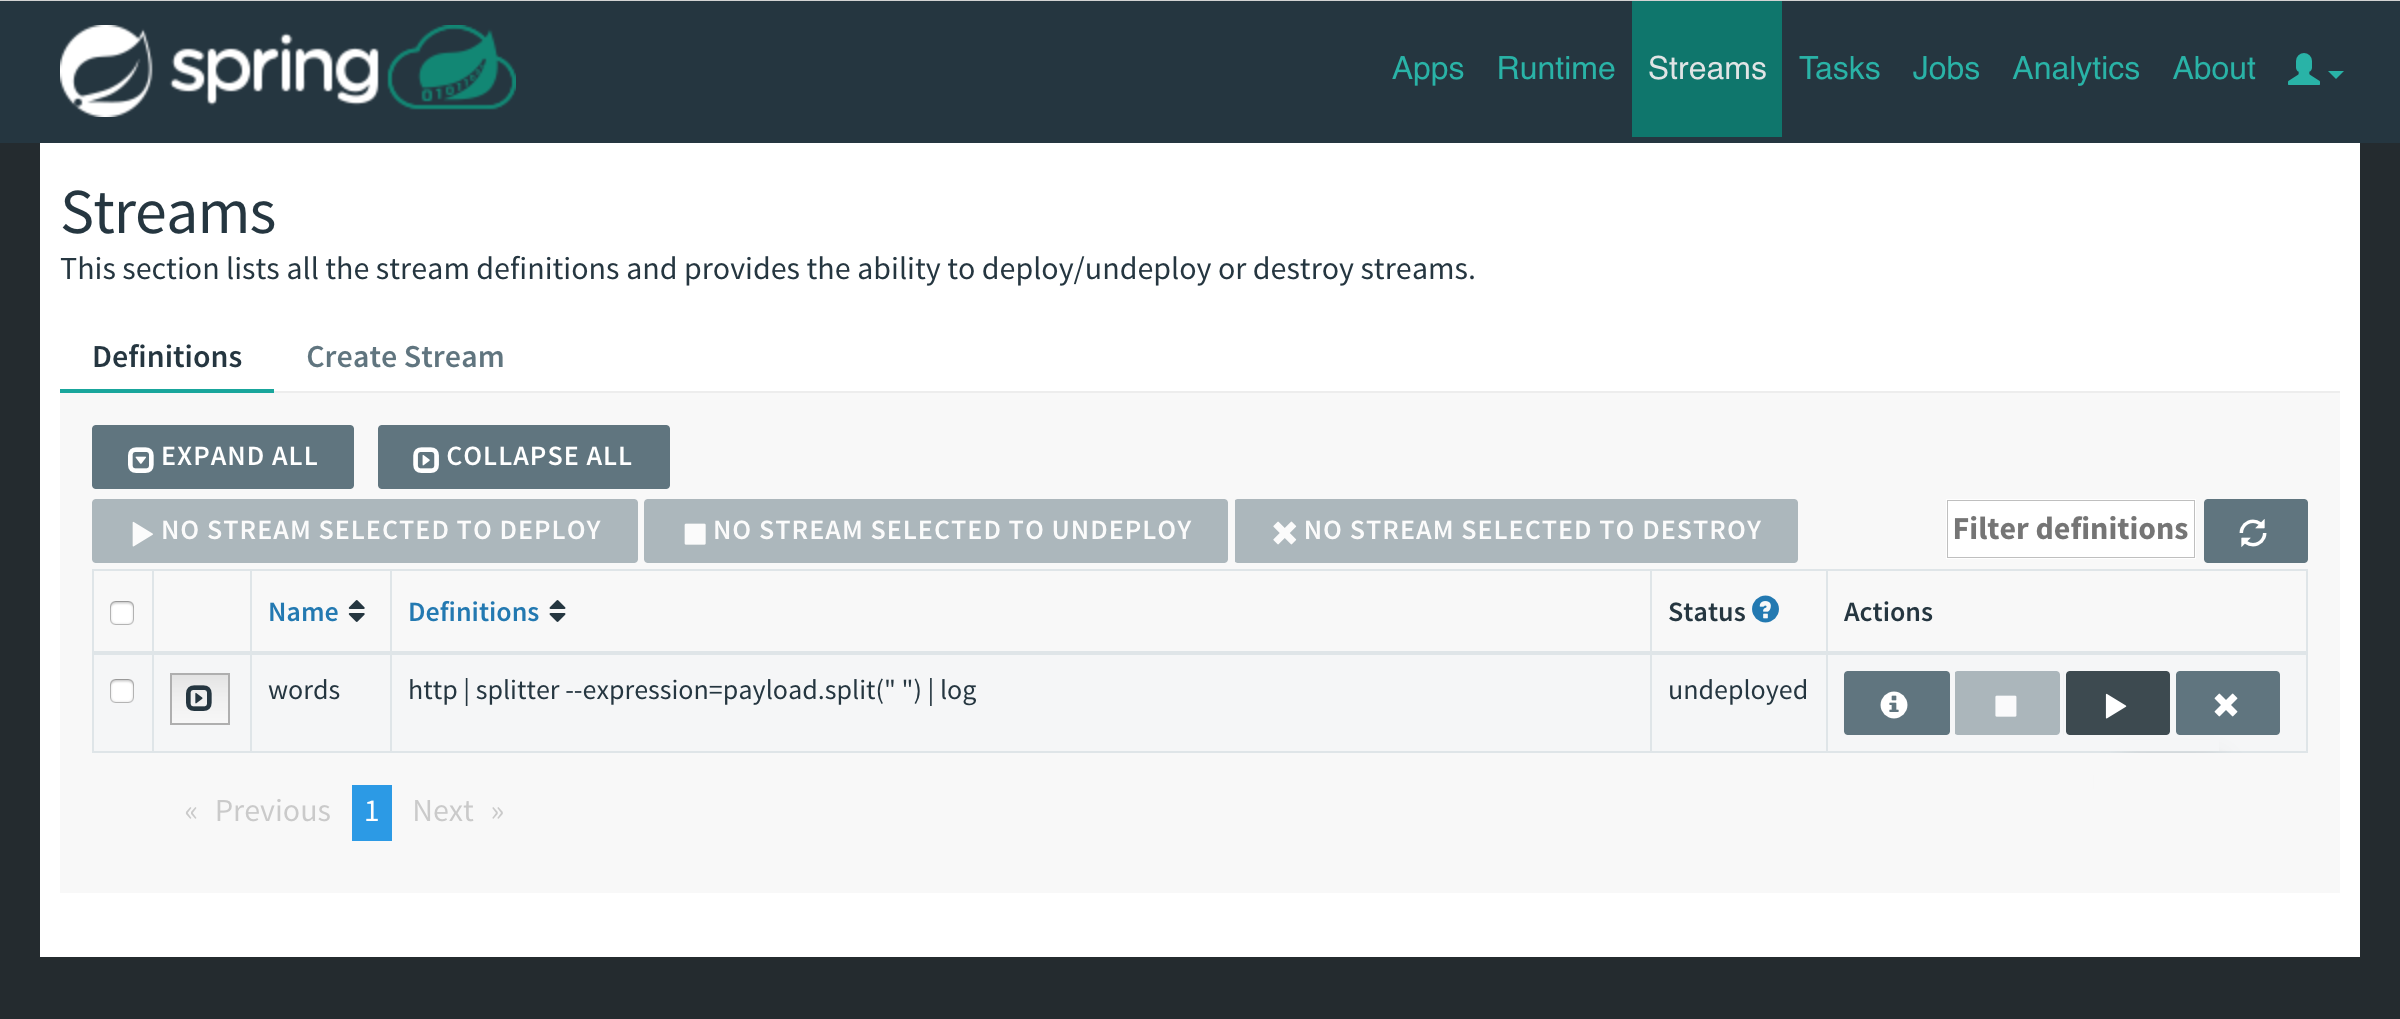 spring
Apps Runtime Streams Tasks Jobs Analytics About
Streams
This section lists all the stream definitions and provides the ability to deploy/undeploy or destroy streams.
Definitions Create Stream
EXPAND ALL COLLAPSE ALL
NO STREAM SELECTED TO DEPLOY NO STREAM SELECTED TO UNDEPLOY NO STREAM SELECTED TO DESTROY Filter definitions
Name Definitions Status ? Actions
words http | splitter --expression=payload.split(" ") | log undeployed
« Previous 1 Next »